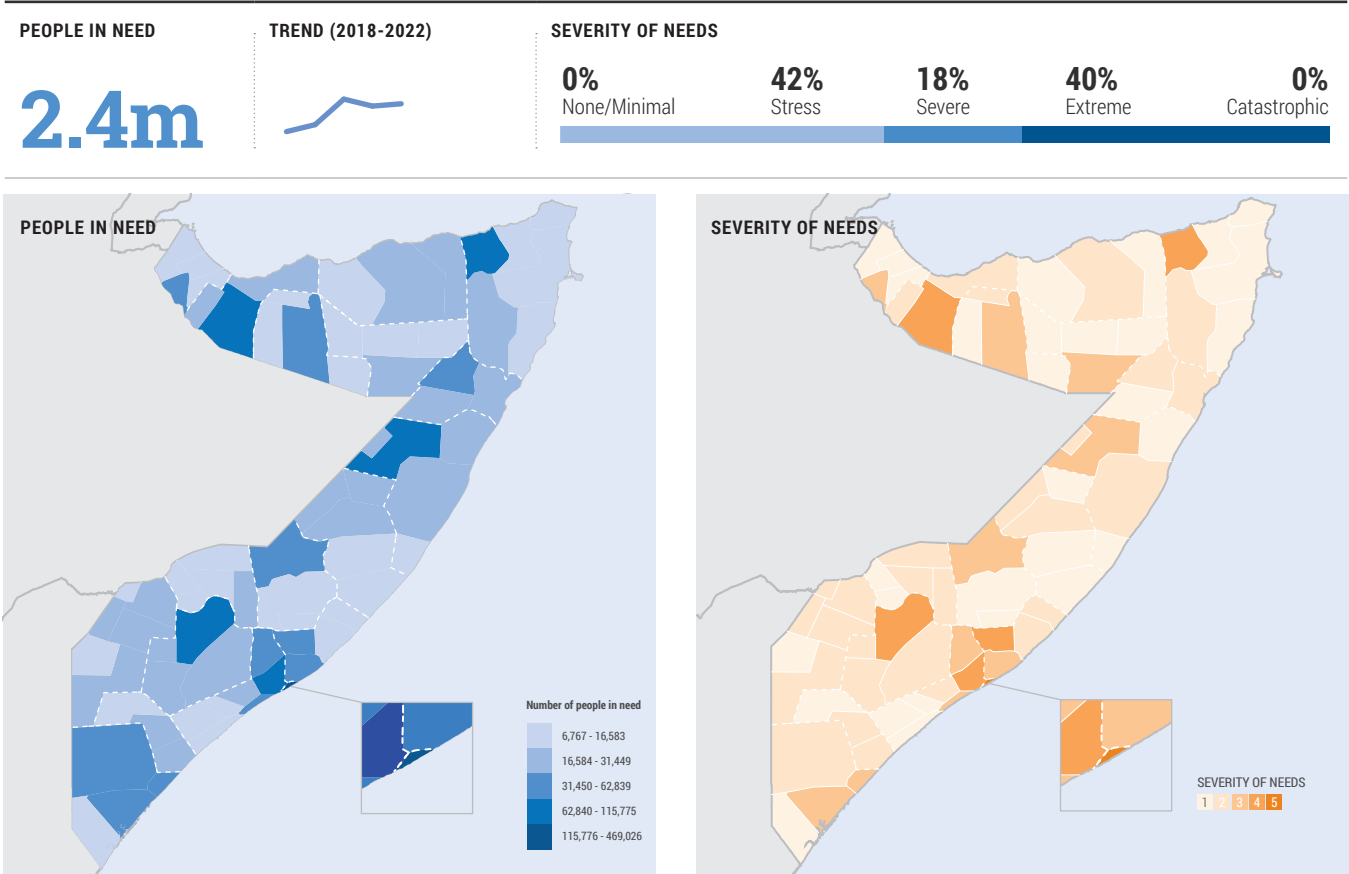 PEOPLE IN NEED
TREND (2018-2022)
SEVERITY OF NEEDS
2.4m
0%
None/Minimal
42%
Stress
18%
Severe
40%
Extreme
0%
Catastrophic
PEOPLE IN NEED
Number of people in need
6,767 - 16,583
16,584 - 31,449
31,450 - 62,839
62,840 - 115,775
115,776 - 469,026
SEVERITY OF NEEDS
SEVERITY OF NEEDS
1 2 3 4 5